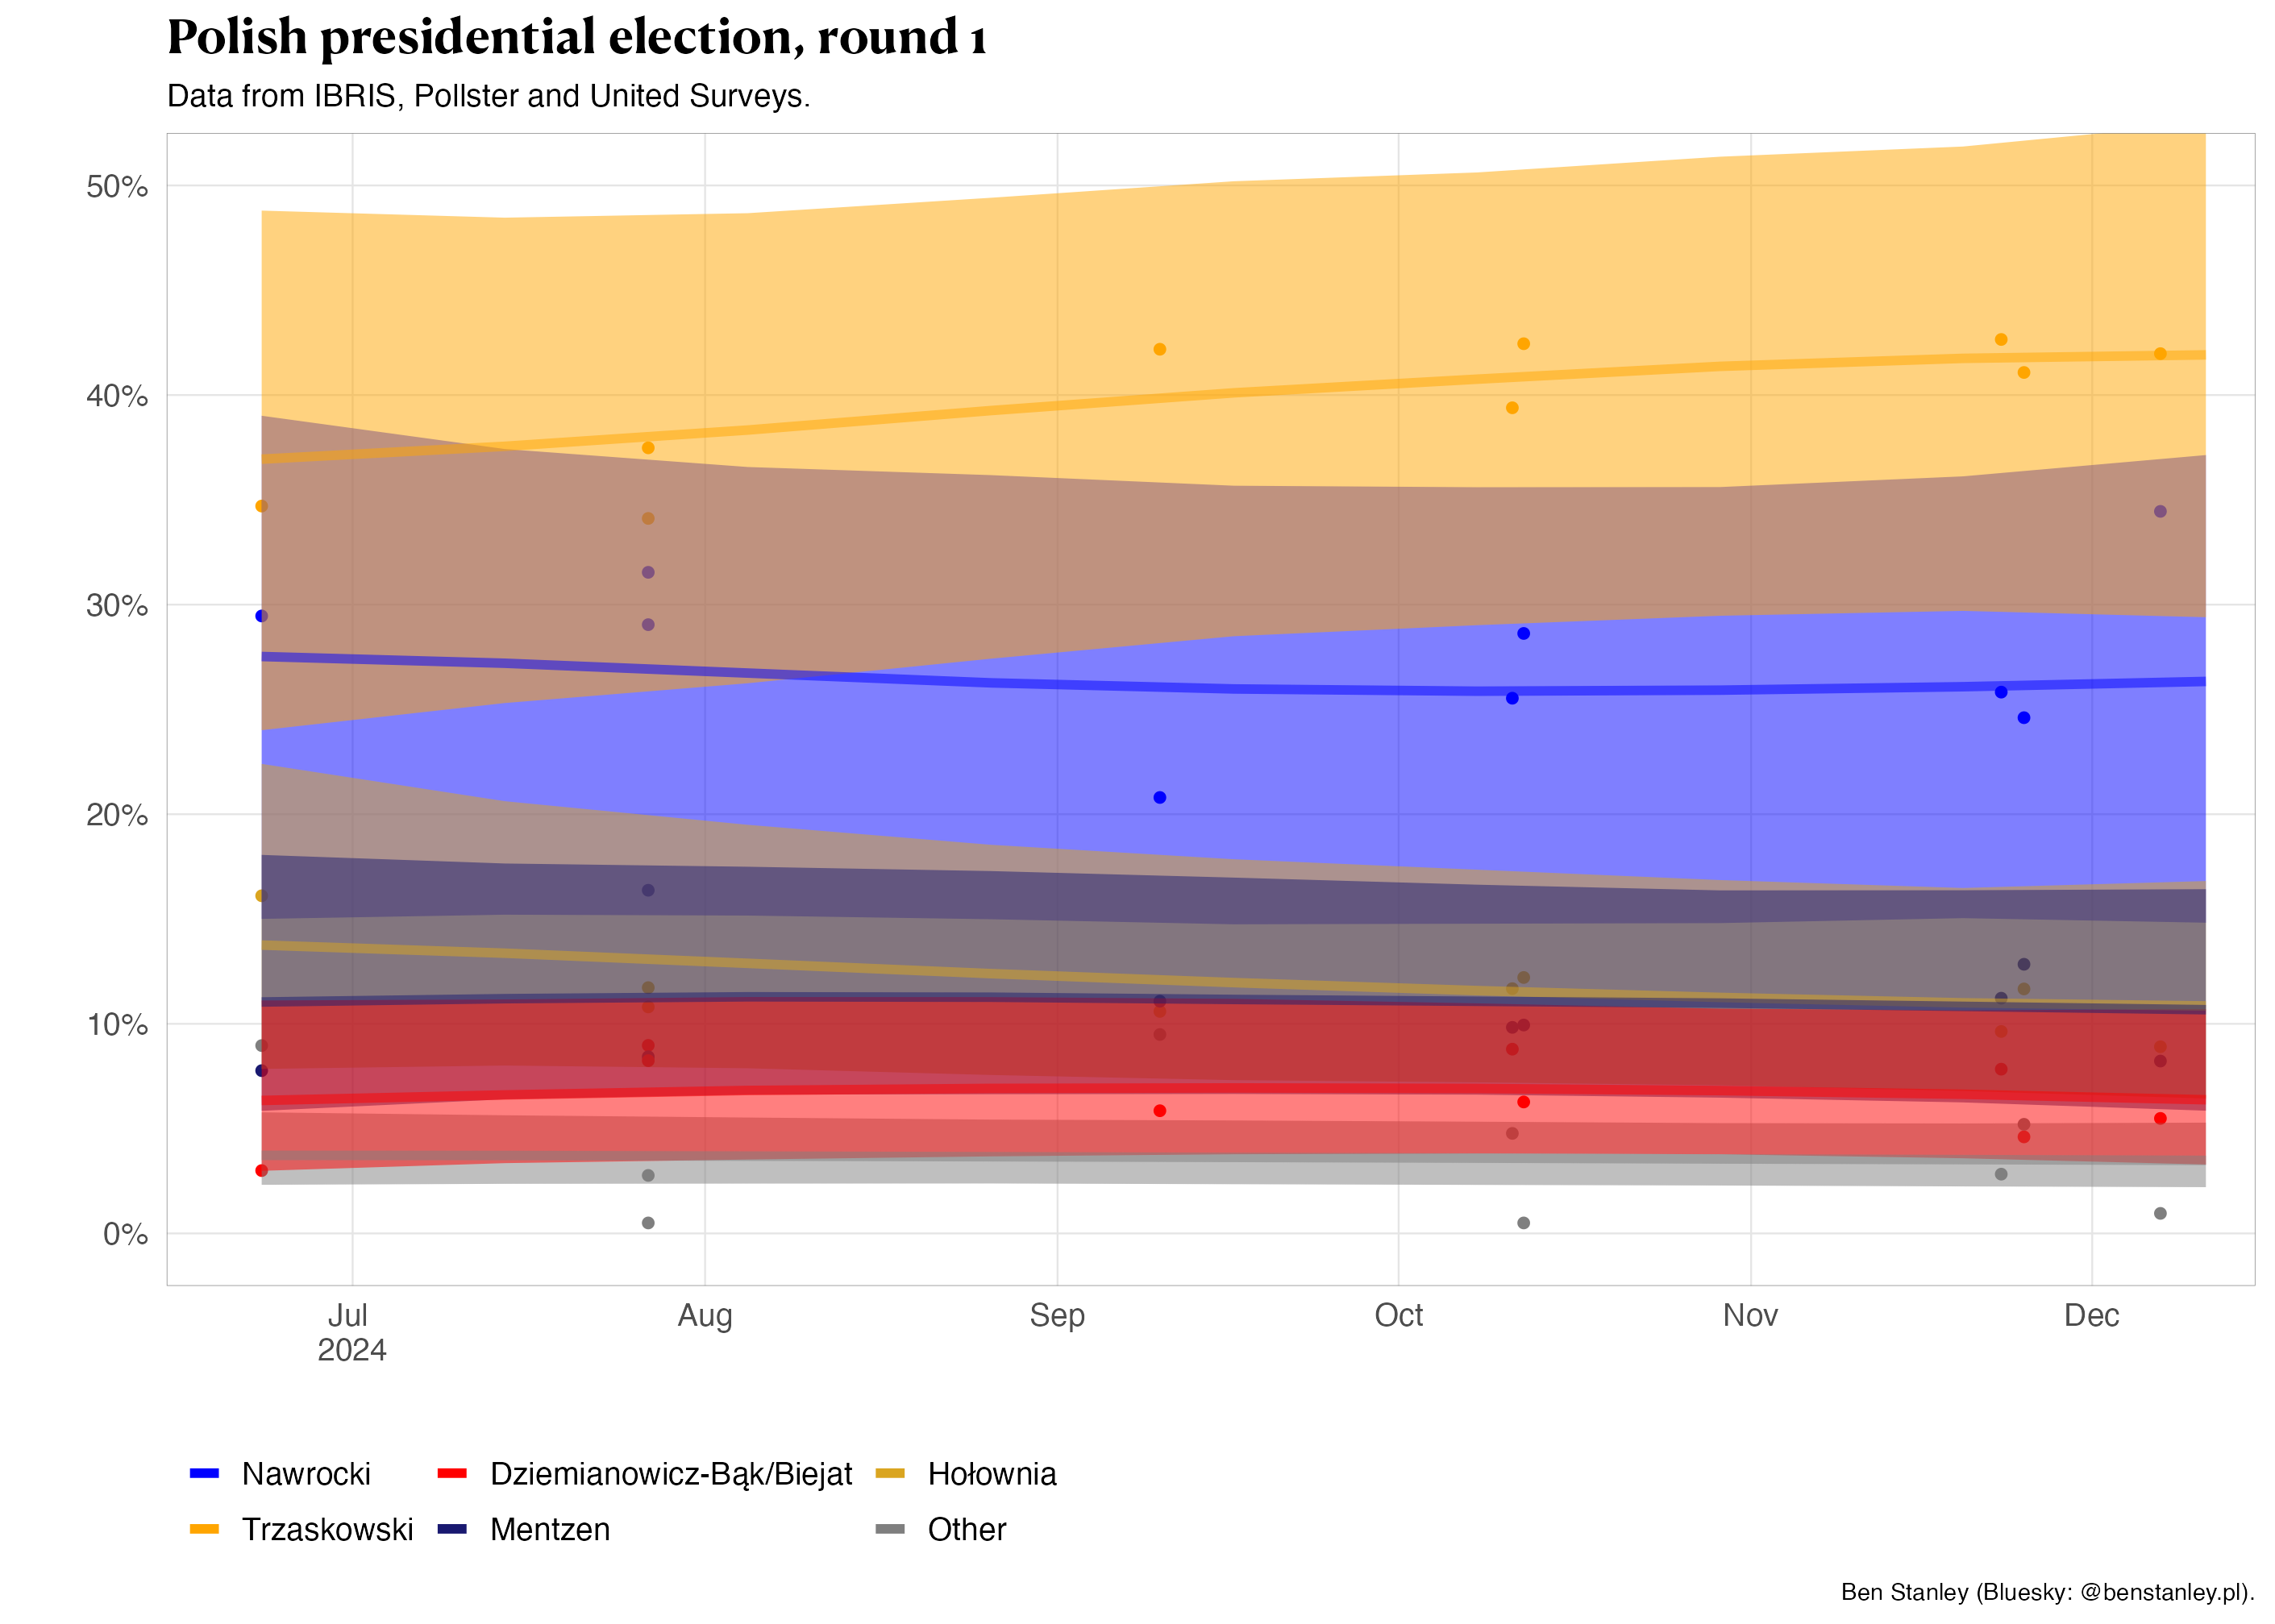 Polish presidential election, round 1
Data from IBRIS, Pollster and United Surveys.
50%
40%
30%
20%
10%
0%
Jul Aug Sep Oct Nov Dec
2024
Nawrocki Dziemianowicz-Bąk/Biejat Hołownia
Trzaskowski Mentzen Other
Ben Stanley (Bluesky: @benstanley.pl).